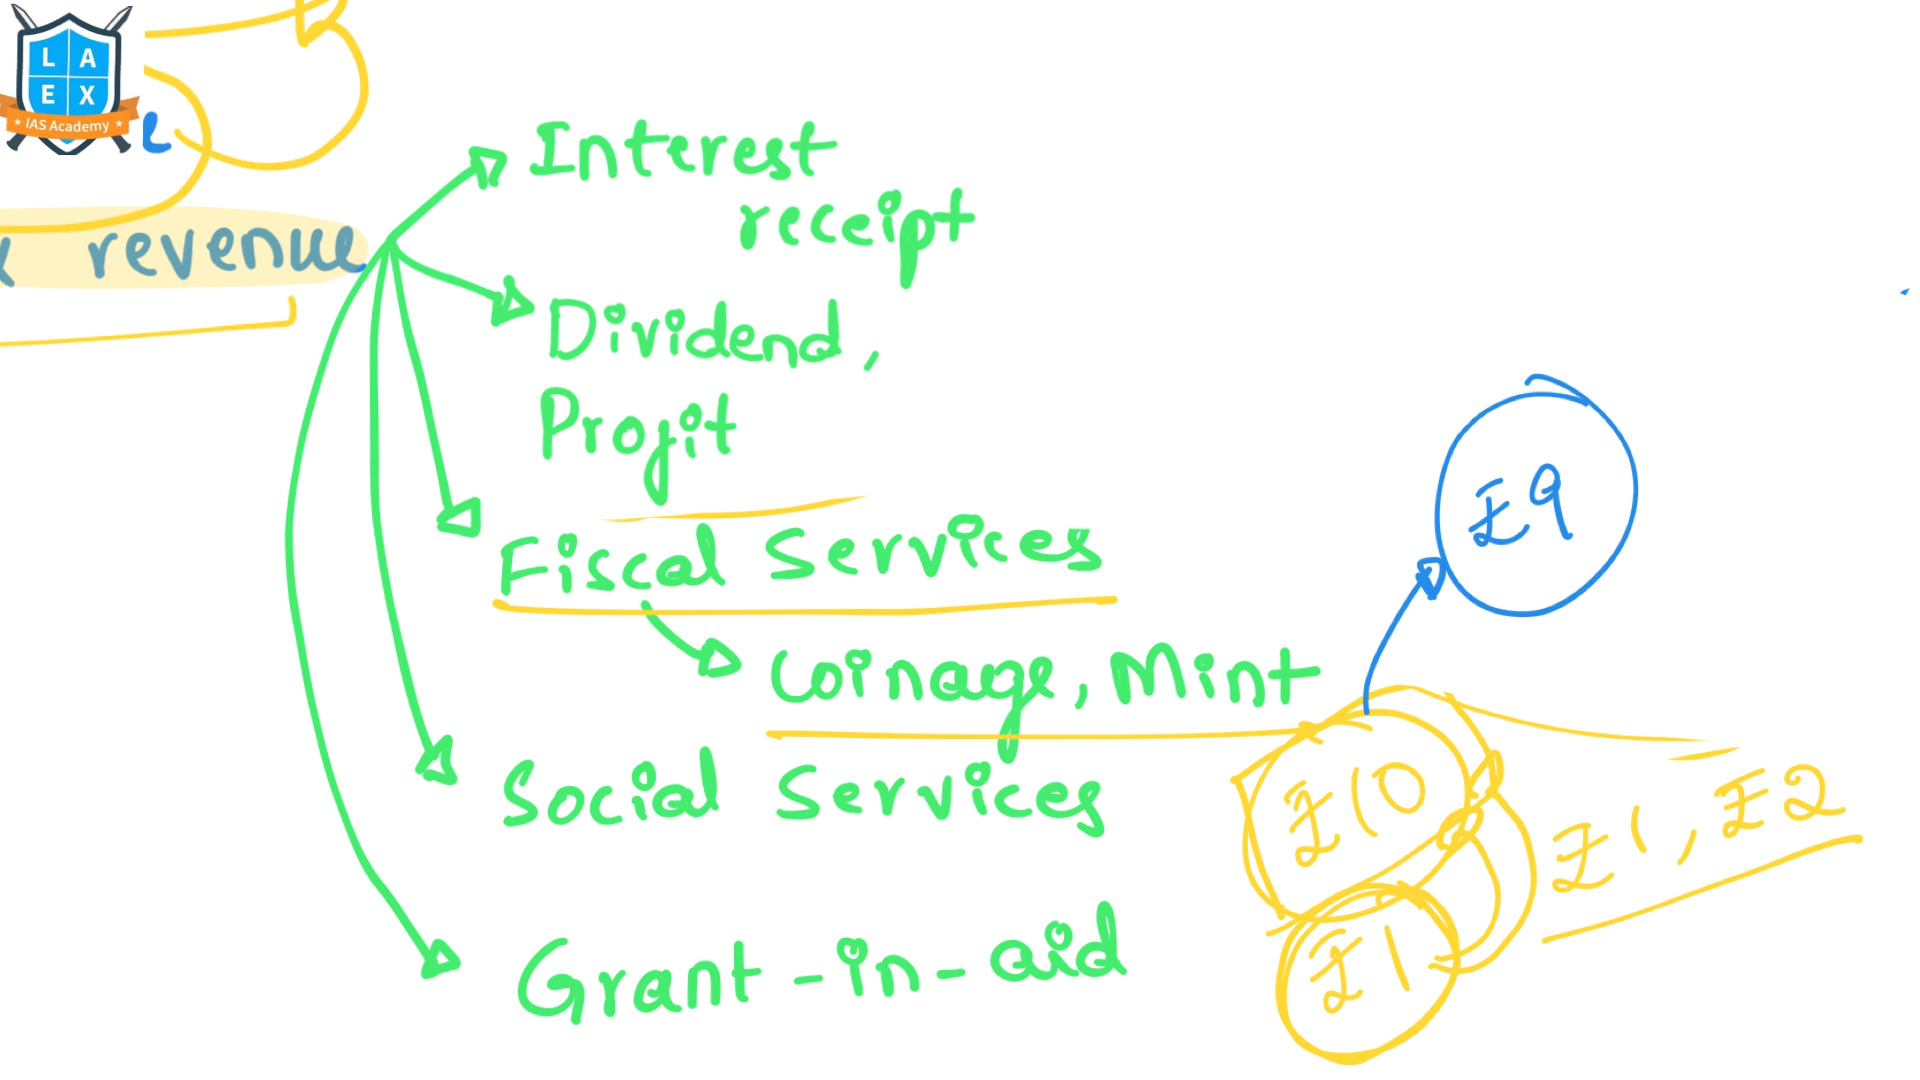 L A
E X
IAS Academy
e
revenue
Interest
receipt
Dividend,
Profit
Fiscal Services
Coinage, Mint
Social Services
Grant-in-aid
₹9
₹10
₹1
₹1, ₹2